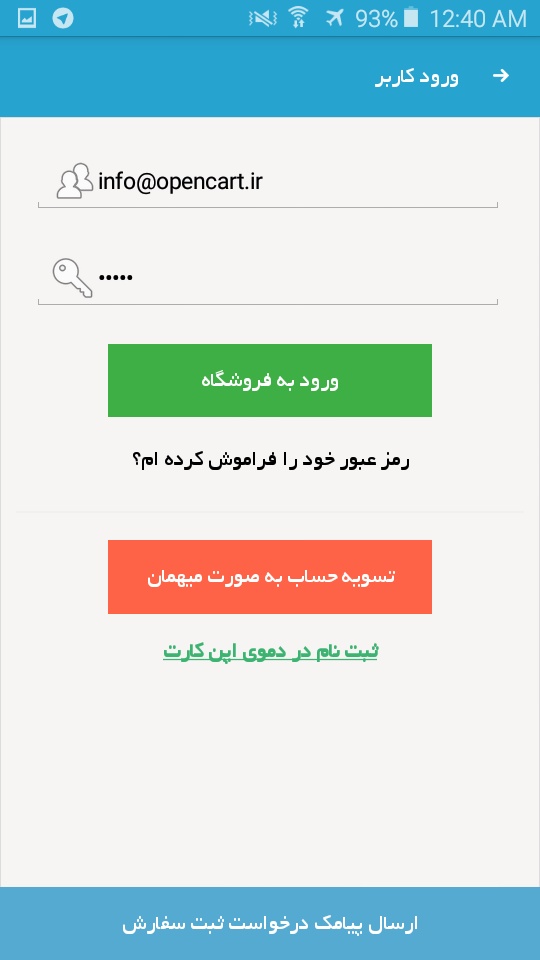 93% 12:40 AM
ورود کاربر
info@opencart.ir
•••••
ورود به فروشگاه
رمز عبور خود را فراموش کرده ام؟
تسویه حساب به صورت میهمان
ثبت نام در دموی اپن کارت
ارسال پیامک درخواست ثبت سفارش